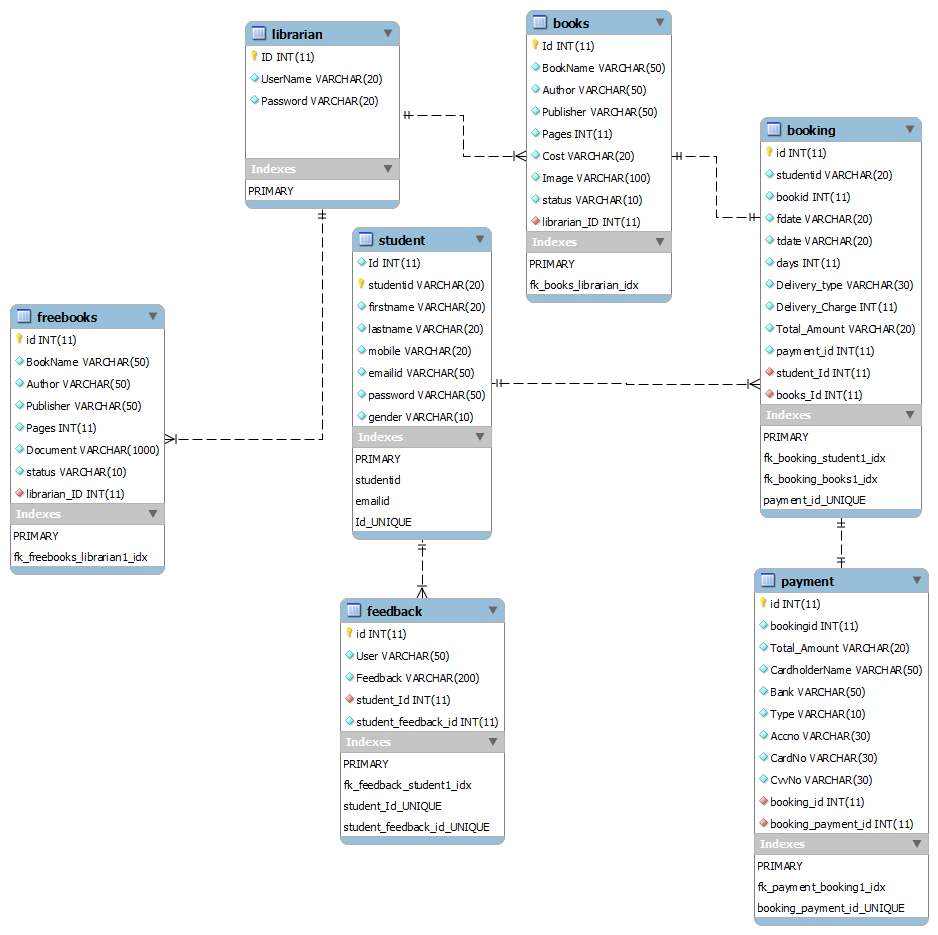 librarian
ID INT(11)
UserName VARCHAR(20)
Password VARCHAR(20)
Indexes
PRIMARY
books
Id INT(11)
BookName VARCHAR(50)
Author VARCHAR(50)
Publisher VARCHAR(50)
Pages INT(11)
Cost VARCHAR(20)
Image VARCHAR(100)
status VARCHAR(10)
librarian_ID INT(11)
Indexes
PRIMARY
fk_books_librarian_idx
booking
id INT(11)
studentid VARCHAR(20)
bookid INT(11)
fdate VARCHAR(20)
tdate VARCHAR(20)
days INT(11)
Delivery_type VARCHAR(30)
Delivery_Charge INT(11)
Total_Amount VARCHAR(20)
payment_id INT(11)
student_Id INT(11)
books_Id INT(11)
Indexes
PRIMARY
fk_booking_student1_idx
fk_booking_books1_idx
payment_id_UNIQUE
student
Id INT(11)
studentid VARCHAR(20)
firstname VARCHAR(20)
lastname VARCHAR(20)
mobile VARCHAR(20)
emailid VARCHAR(50)
password VARCHAR(50)
gender VARCHAR(10)
Indexes
PRIMARY
studentid
emailid
Id_UNIQUE
freebooks
id INT(11)
BookName VARCHAR(50)
Author VARCHAR(50)
Publisher VARCHAR(50)
Pages INT(11)
Document VARCHAR(1000)
status VARCHAR(10)
librarian_ID INT(11)
Indexes
PRIMARY
fk_freebooks_librarian1_idx
feedback
id INT(11)
User VARCHAR(50)
Feedback VARCHAR(200)
student_Id INT(11)
student_feedback_id INT(11)
Indexes
PRIMARY
fk_feedback_student1_idx
student_Id_UNIQUE
student_feedback_id_UNIQUE
payment
id INT(11)
bookingid INT(11)
Total_Amount VARCHAR(20)
CardholderName VARCHAR(50)
Bank VARCHAR(50)
Type VARCHAR(10)
Accno VARCHAR(30)
CardNo VARCHAR(30)
CvvNo VARCHAR(30)
booking_id INT(11)
booking_payment_id INT(11)
Indexes
PRIMARY
fk_payment_booking1_idx
booking_payment_id_UNIQUE